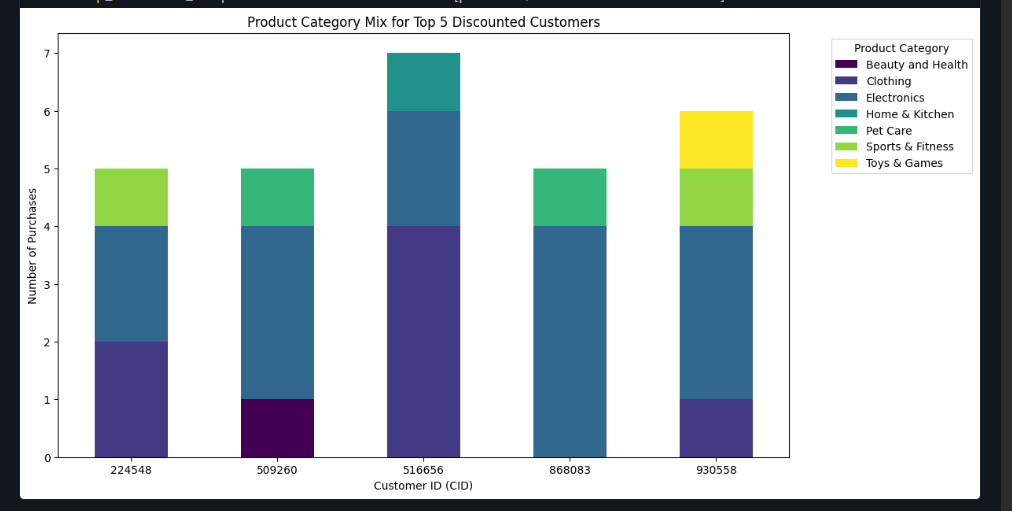 Product Category Mix for Top 5 Discounted Customers
Product Category
Beauty and Health
Clothing
Electronics
Home & Kitchen
Pet Care
Sports & Fitness
Toys & Games
Number of Purchases
7
6
5
4
3
2
1
0
224548 509260 516656 868083 930558
Customer ID (CID)